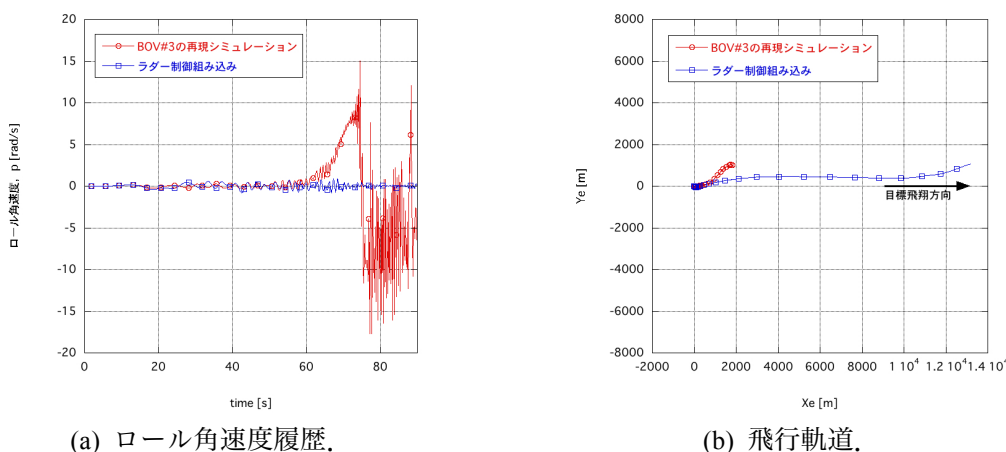 20
15
10
5
0
-5
-10
-15
-20
ロール角速度, p [rad/s]
BOV#3の再現シミュレーション
ラダー制御組み込み
0
20
40
60
80
time [s]
(a) ロール角速度履歴.
8000
6000
4000
2000
0
-2000
-4000
-6000
-8000
Ye [m]
BOV#3の再現シミュレーション
ラダー制御組み込み
目標飛翔方向
-2000
0
2000
4000
6000
8000
1 10⁴
1.2 10⁴
1.4 10⁴
Xe [m]
(b) 飛行軌道.